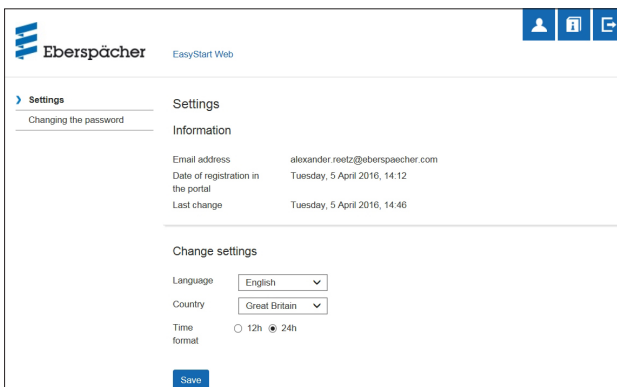 Eberspächer
EasyStart Web
Settings
Changing the password
Settings
Information
Email address alexander.reetz@eberspaecher.com
Date of registration in Tuesday, 5 April 2016, 14:12
the portal
Last change Tuesday, 5 April 2016, 14:46
Change settings
Language English
Country Great Britain
Time 12h 24h
format
Save